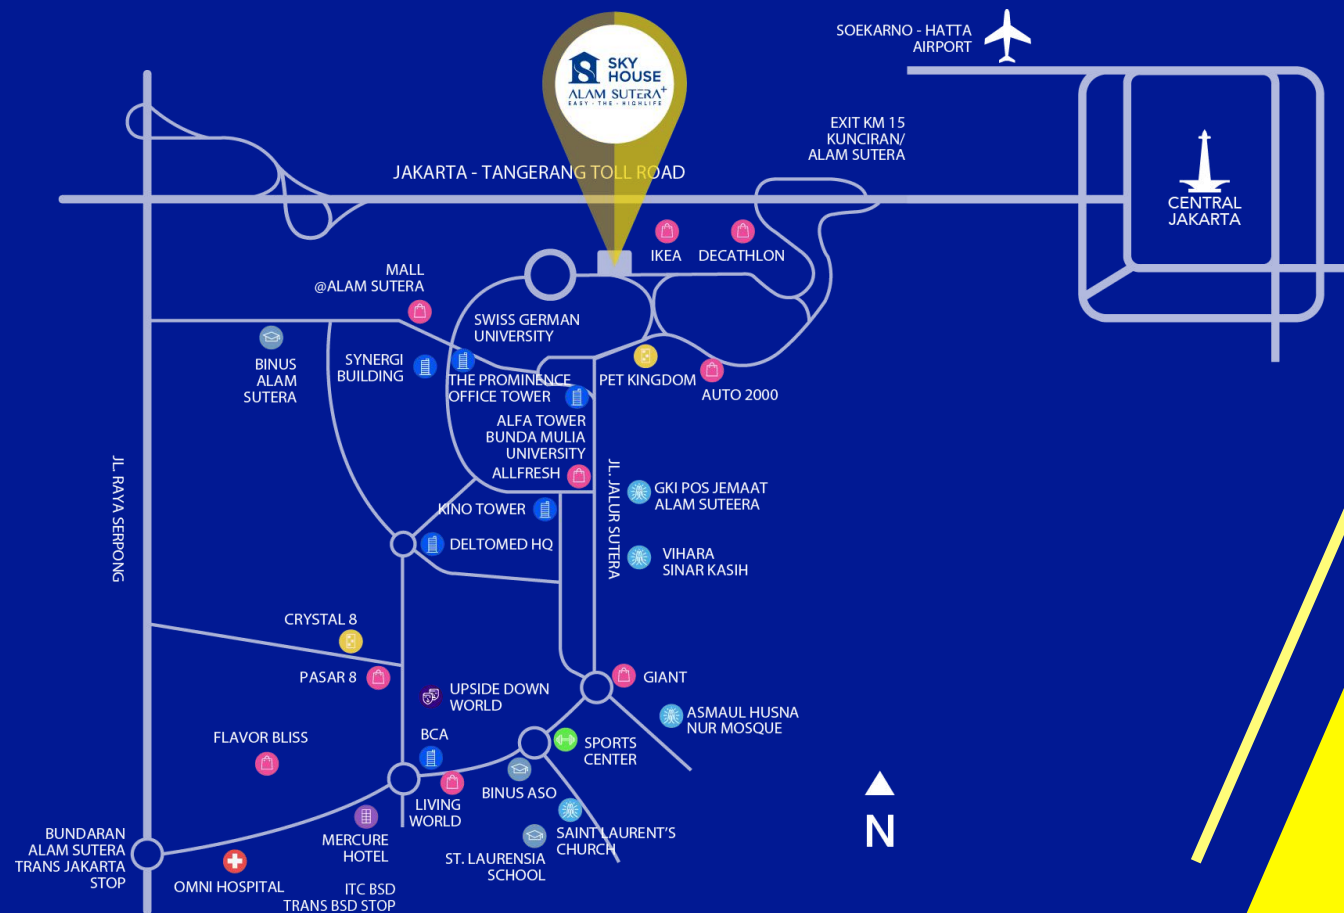 SOEKARNO - HATTA
AIRPORT
SKY
HOUSE
ALAM SUTERA+
EASY - THE - HIGHLIFE
EXIT KM 15
KUNCIRAN/
ALAM SUTERA
JAKARTA - TANGERANG TOLL ROAD
CENTRAL
JAKARTA
IKEA
DECATHLON
MALL
@ALAM SUTERA
SWISS GERMAN
UNIVERSITY
BINUS
ALAM
SUTERA
SYNERGI
BUILDING
THE PROMINENCE
OFFICE TOWER
PET KINGDOM
AUTO 2000
ALFA TOWER
BUNDA MULIA
UNIVERSITY
ALLFRESH
JL RAYA SERPONG
JL. JALUR SUTERA
GKI POS JEMAAT
ALAM SUTEERA
KINO TOWER
DELTOMED HQ
VIHARA
SINAR KASIH
CRYSTAL 8
PASAR 8
UPSIDE DOWN
WORLD
GIANT
ASMAUL HUSNA
NUR MOSQUE
FLAVOR BLISS
BCA
SPORTS
CENTER
BINUS ASO
LIVING
WORLD
BUNDARAN
ALAM SUTERA
TRANS JAKARTA
STOP
MERCURE
HOTEL
SAINT LAURENT'S
CHURCH
ST. LAURENSIA
SCHOOL
OMNI HOSPITAL
ITC BSD
TRANS BSD STOP
N